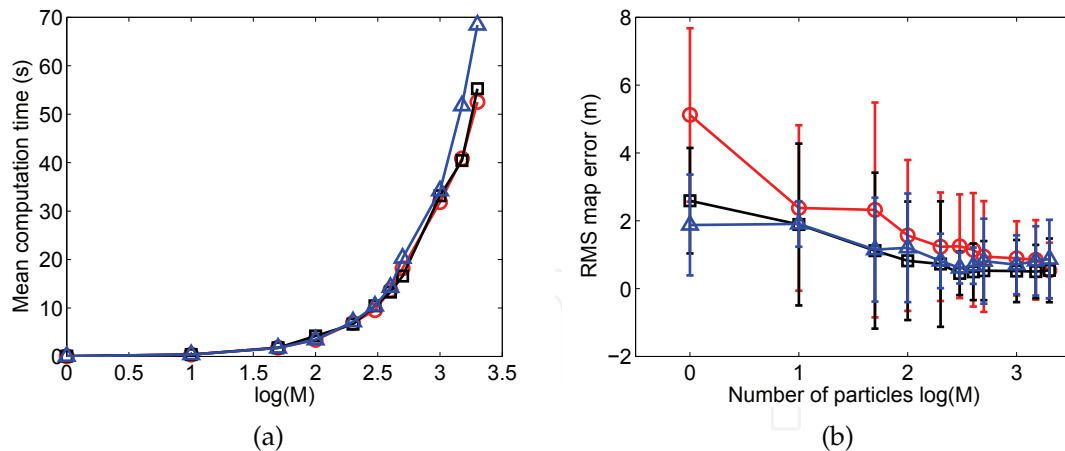 70
60
50
40
30
20
10
0
Mean computation time (s)
0 0.5 1 1.5 2 2.5 3 3.5
log(M)
(a)
8
6
4
2
0
−2
RMS map error (m)
0 1 2 3
Number of particles log(M)
(b)